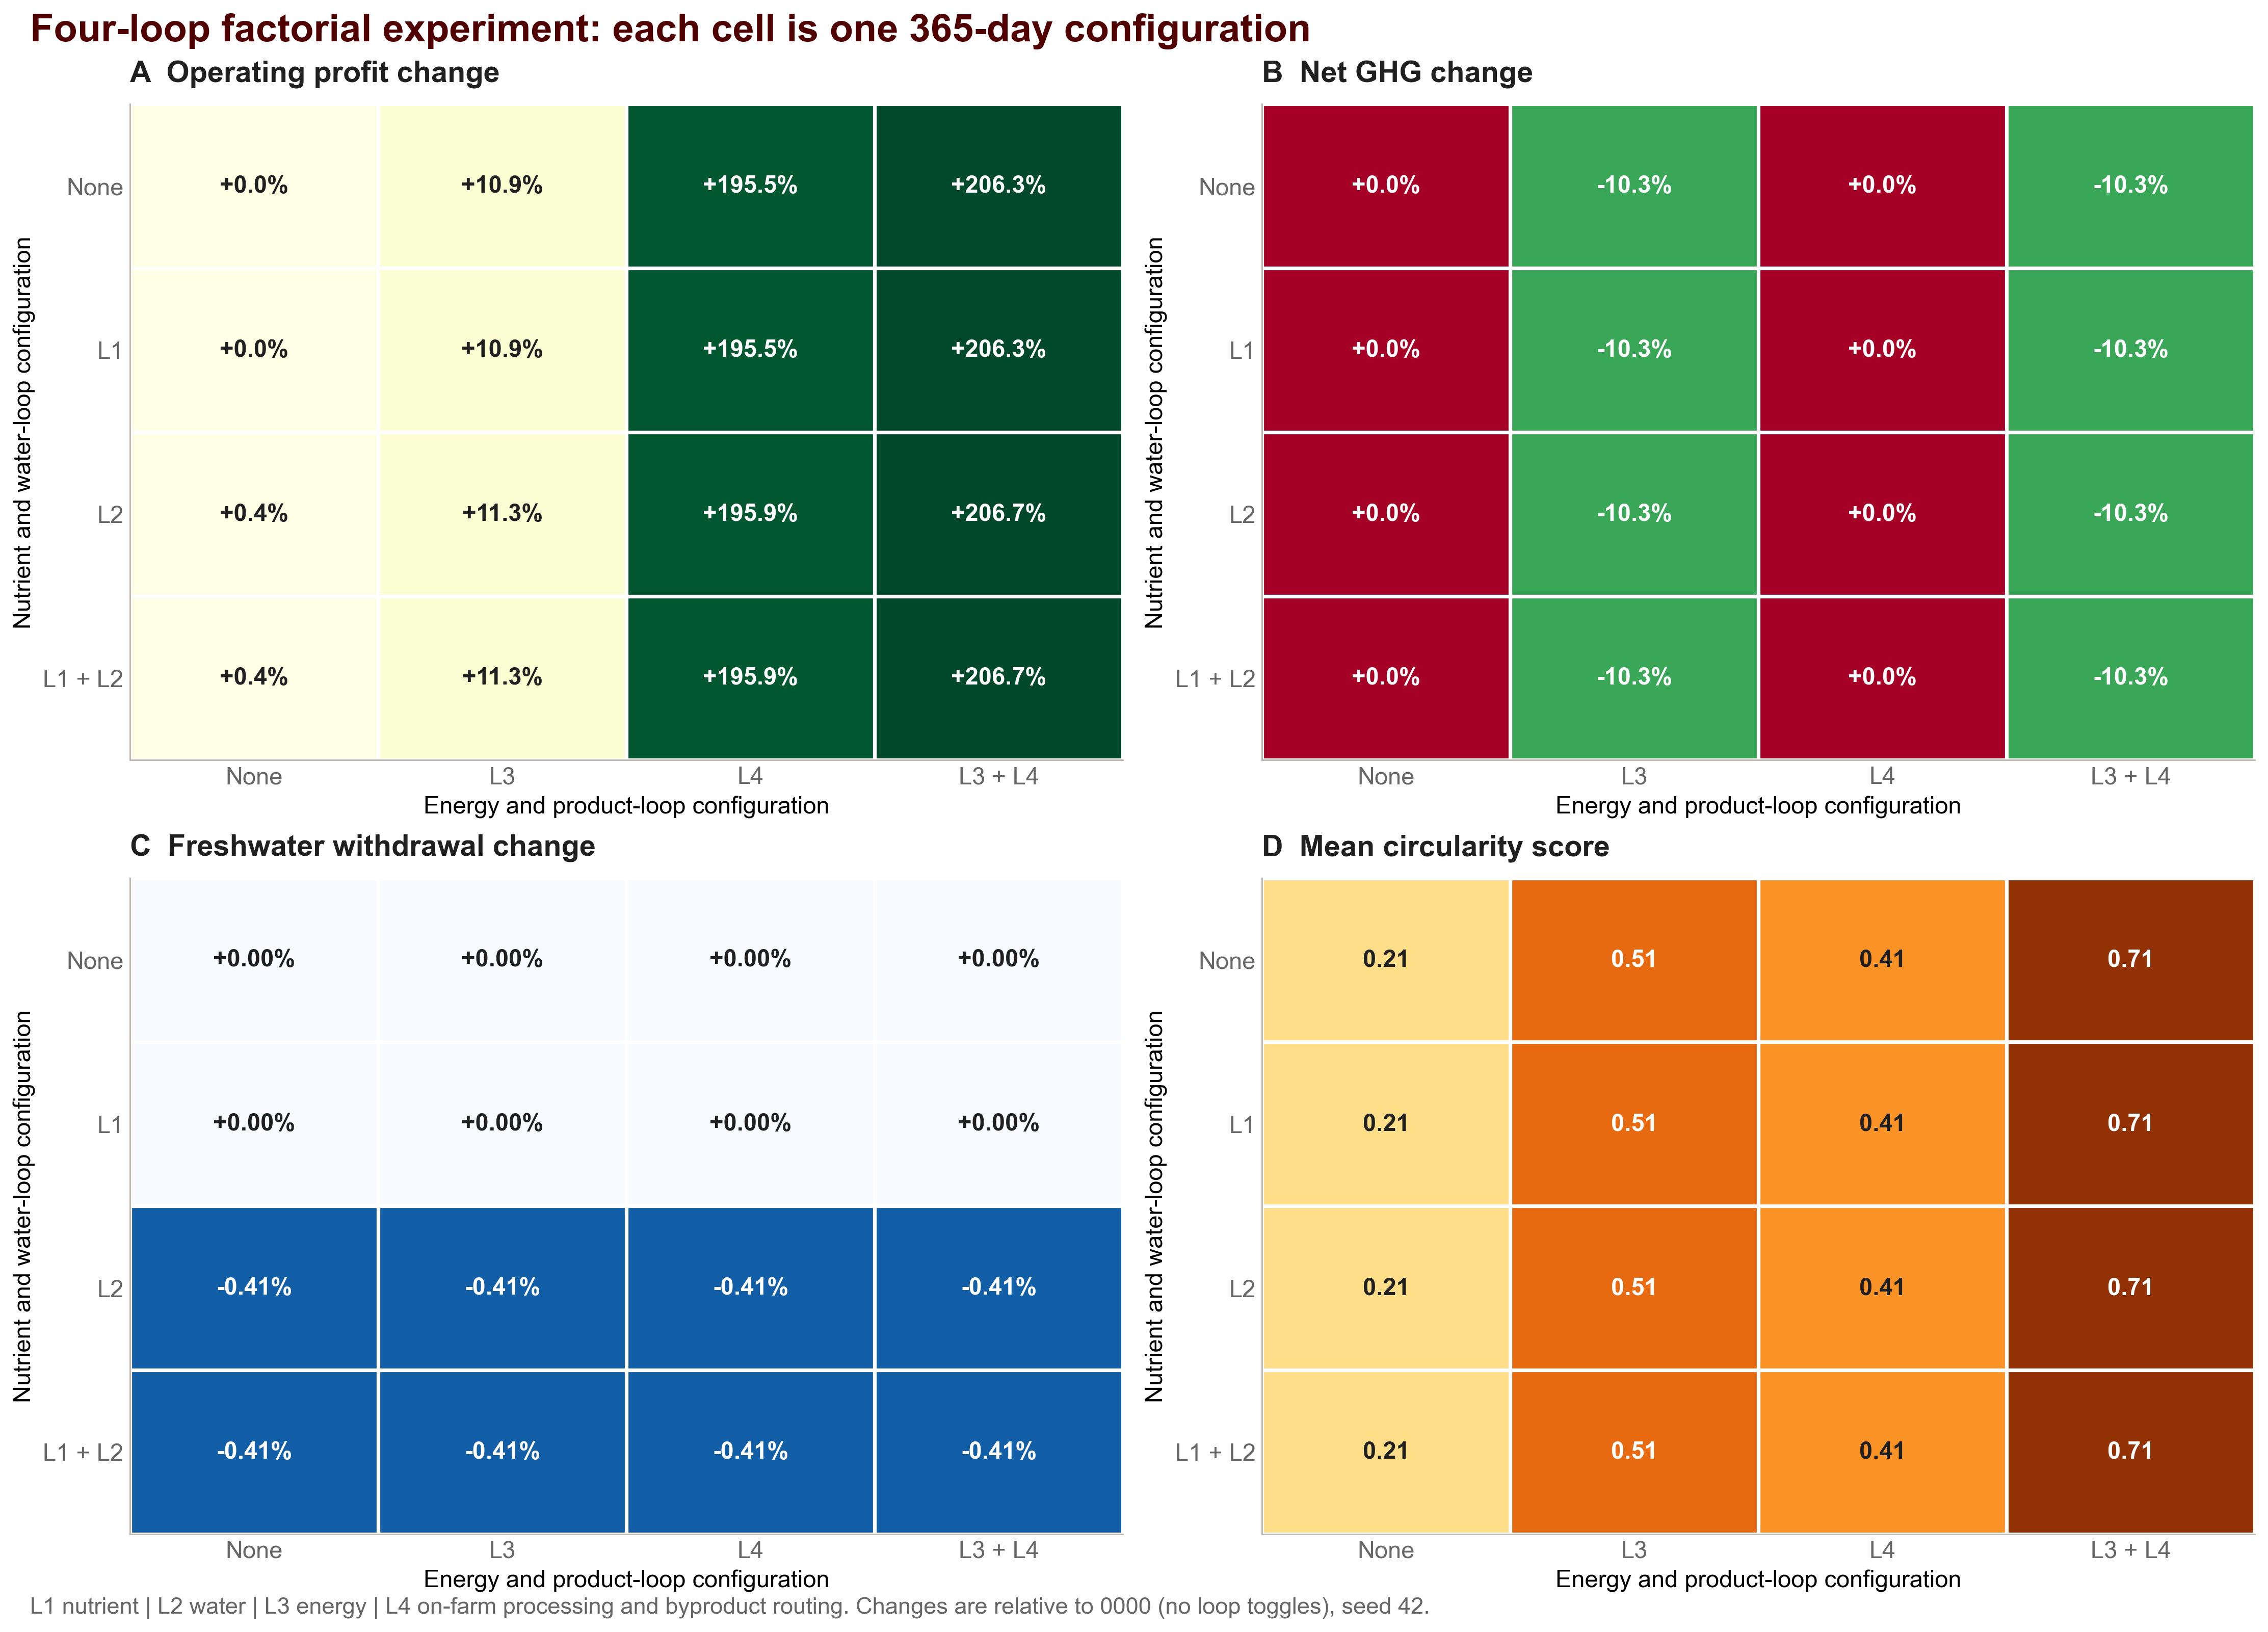 Four-loop factorial experiment: each cell is one 365-day configuration
A Operating profit change
Nutrient and water-loop configuration
None +0.0% +10.9% +195.5% +206.3%
L1 +0.0% +10.9% +195.5% +206.3%
L2 +0.4% +11.3% +195.9% +206.7%
L1 + L2 +0.4% +11.3% +195.9% +206.7%
None L3 L4 L3 + L4
Energy and product-loop configuration
B Net GHG change
Nutrient and water-loop configuration
None +0.0% -10.3% +0.0% -10.3%
L1 +0.0% -10.3% +0.0% -10.3%
L2 +0.0% -10.3% +0.0% -10.3%
L1 + L2 +0.0% -10.3% +0.0% -10.3%
None L3 L4 L3 + L4
Energy and product-loop configuration
C Freshwater withdrawal change
Nutrient and water-loop configuration
None +0.00% +0.00% +0.00% +0.00%
L1 +0.00% +0.00% +0.00% +0.00%
L2 -0.41% -0.41% -0.41% -0.41%
L1 + L2 -0.41% -0.41% -0.41% -0.41%
None L3 L4 L3 + L4
Energy and product-loop configuration
D Mean circularity score
Nutrient and water-loop configuration
None 0.21 0.51 0.41 0.71
L1 0.21 0.51 0.41 0.71
L2 0.21 0.51 0.41 0.71
L1 + L2 0.21 0.51 0.41 0.71
None L3 L4 L3 + L4
Energy and product-loop configuration
L1 nutrient | L2 water | L3 energy | L4 on-farm processing and byproduct routing. Changes are relative to 0000 (no loop toggles), seed 42.